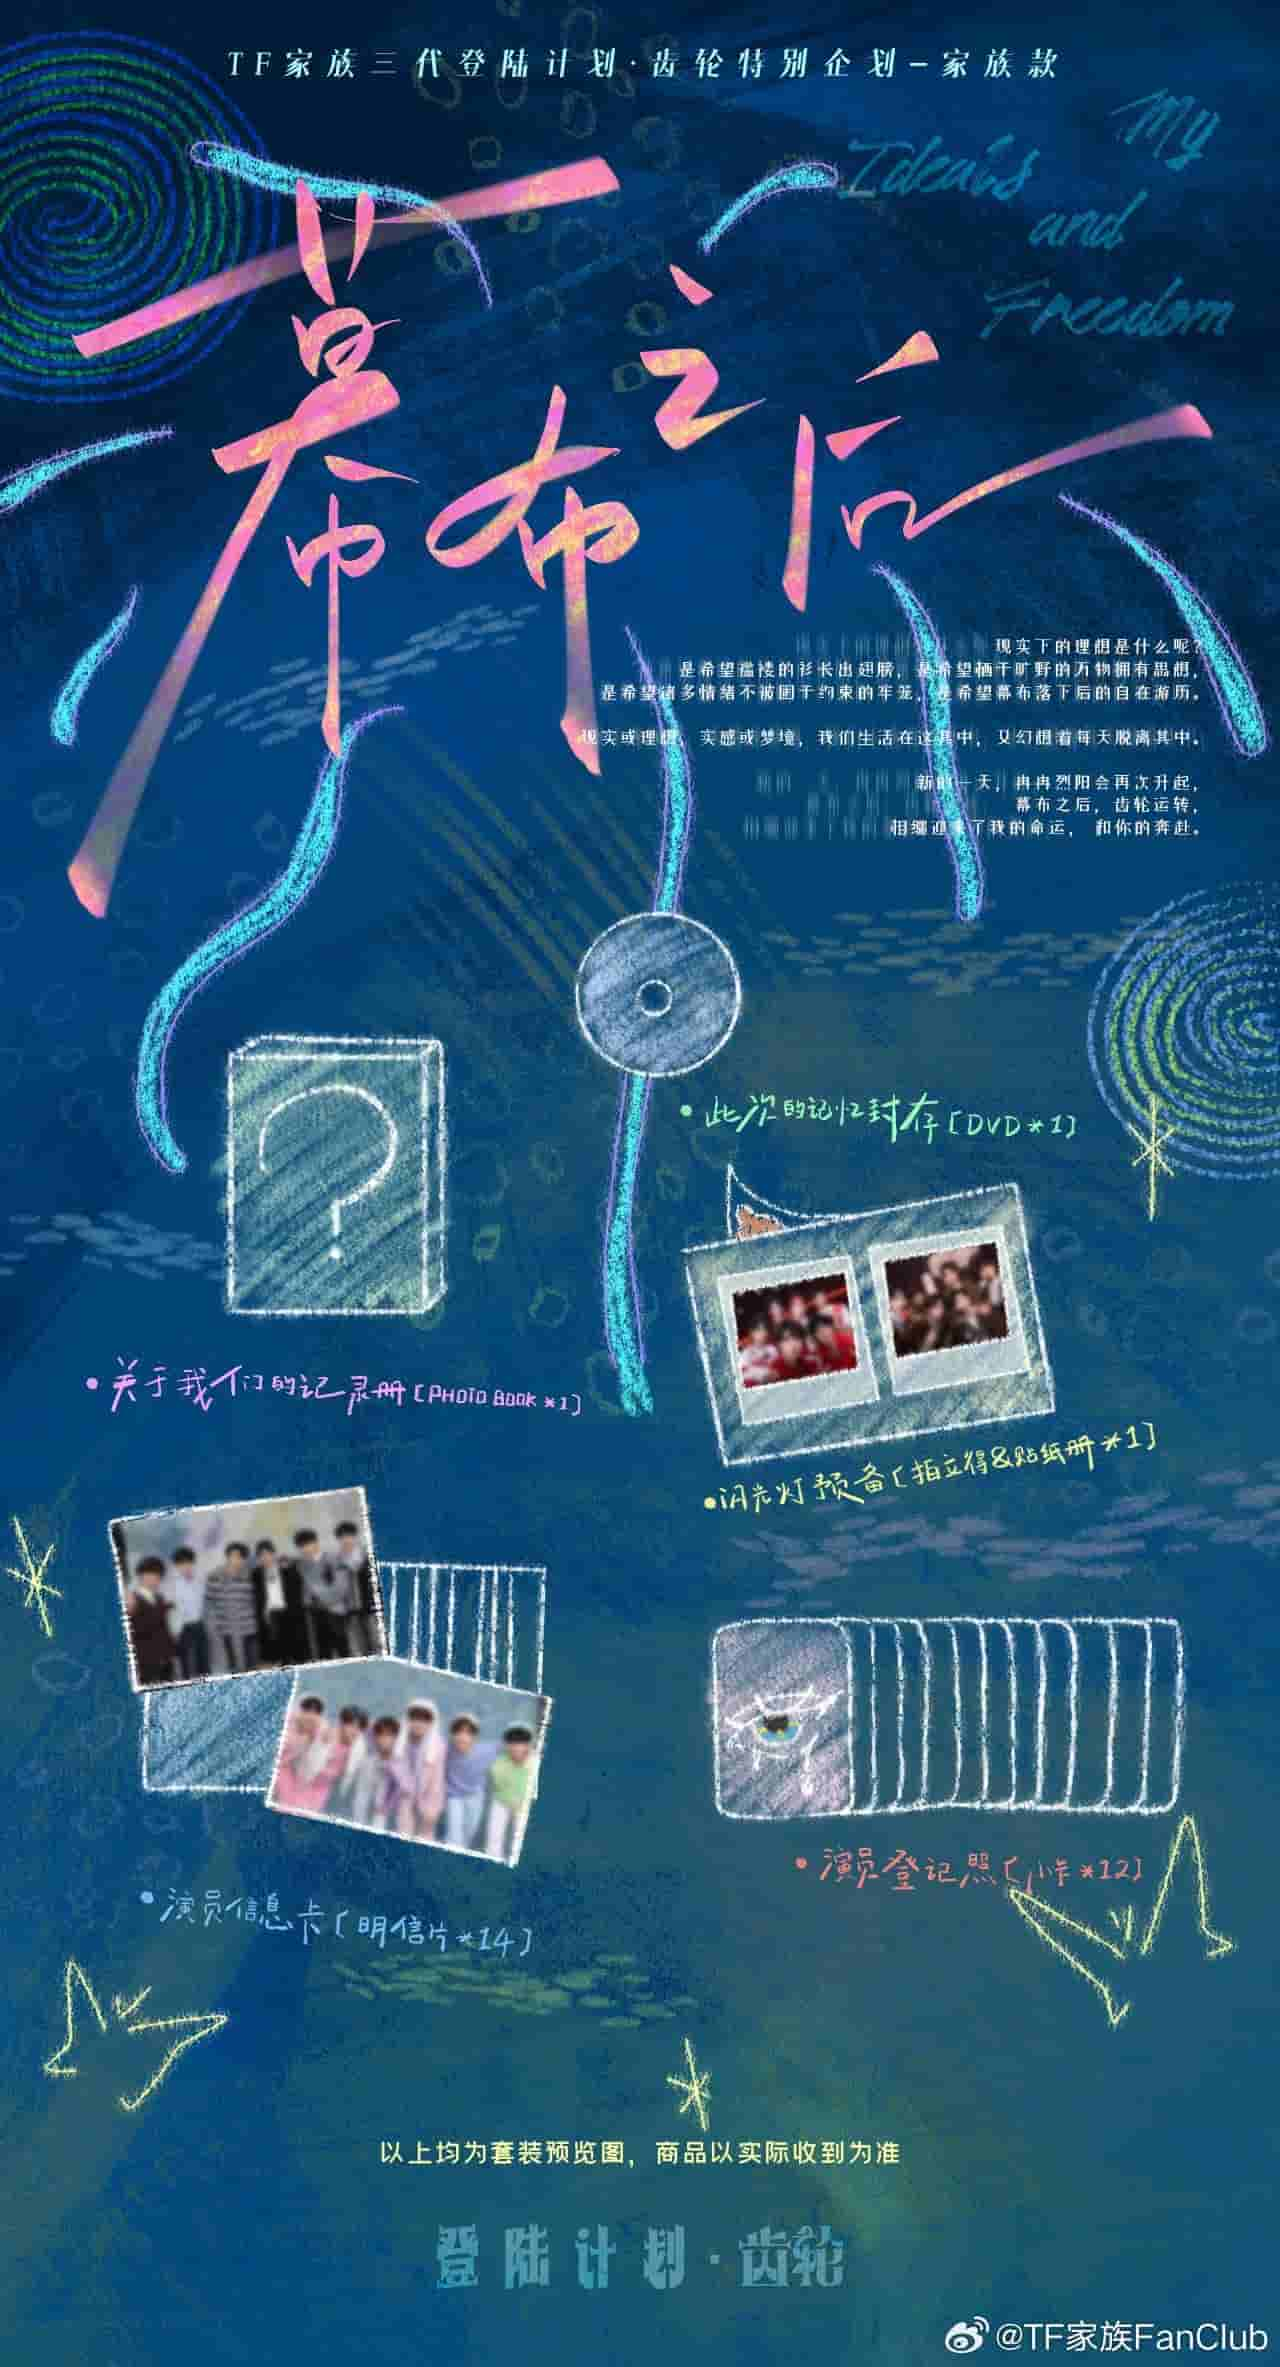 TF家族三代登陆计划·齿轮特别企划-家族款
My
Ideals
and
Freedom
幕布之后
现实下的理想是什么呢?
是希望褴褛的衫长出翅膀，是希望栖于旷野的万物拥有思想，
是希望诸多情绪不被困于约束的牢笼，是希望幕布落下后的自在游历。
现实或理想，实感或梦境，我们生活在这其中，又幻想着每天脱离其中。
新的一天，冉冉烈阳会再次升起，
幕布之后，齿轮运转，
相继迎来了我的命运， 和你的奔赴。
•此次的记忆封存[DVD*1]
•关于我们的记录册[PHOTO BOOK*1]
•闪光灯预备[拍立得&贴纸册*1]
•演员登记照[小卡*12]
•演员信息卡[明信片*14]
以上均为套装预览图，商品以实际收到为准
登陆计划·齿轮
@TF家族FanClub